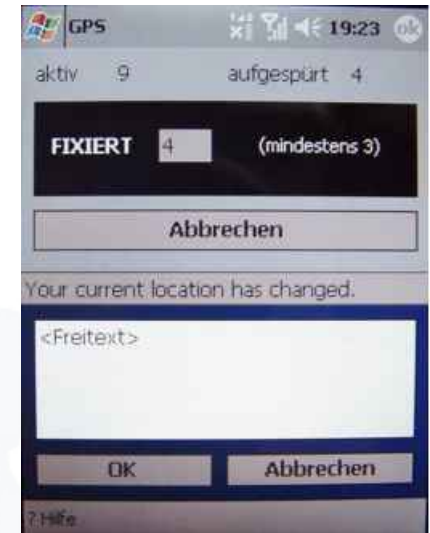 GPS 19:23 ok
aktiv 9 aufgespürt 4
FIXIERT 4 (mindestens 3)
Abbrechen
Your current location has changed.
<Freitext>
OK Abbrechen
? Hilfe